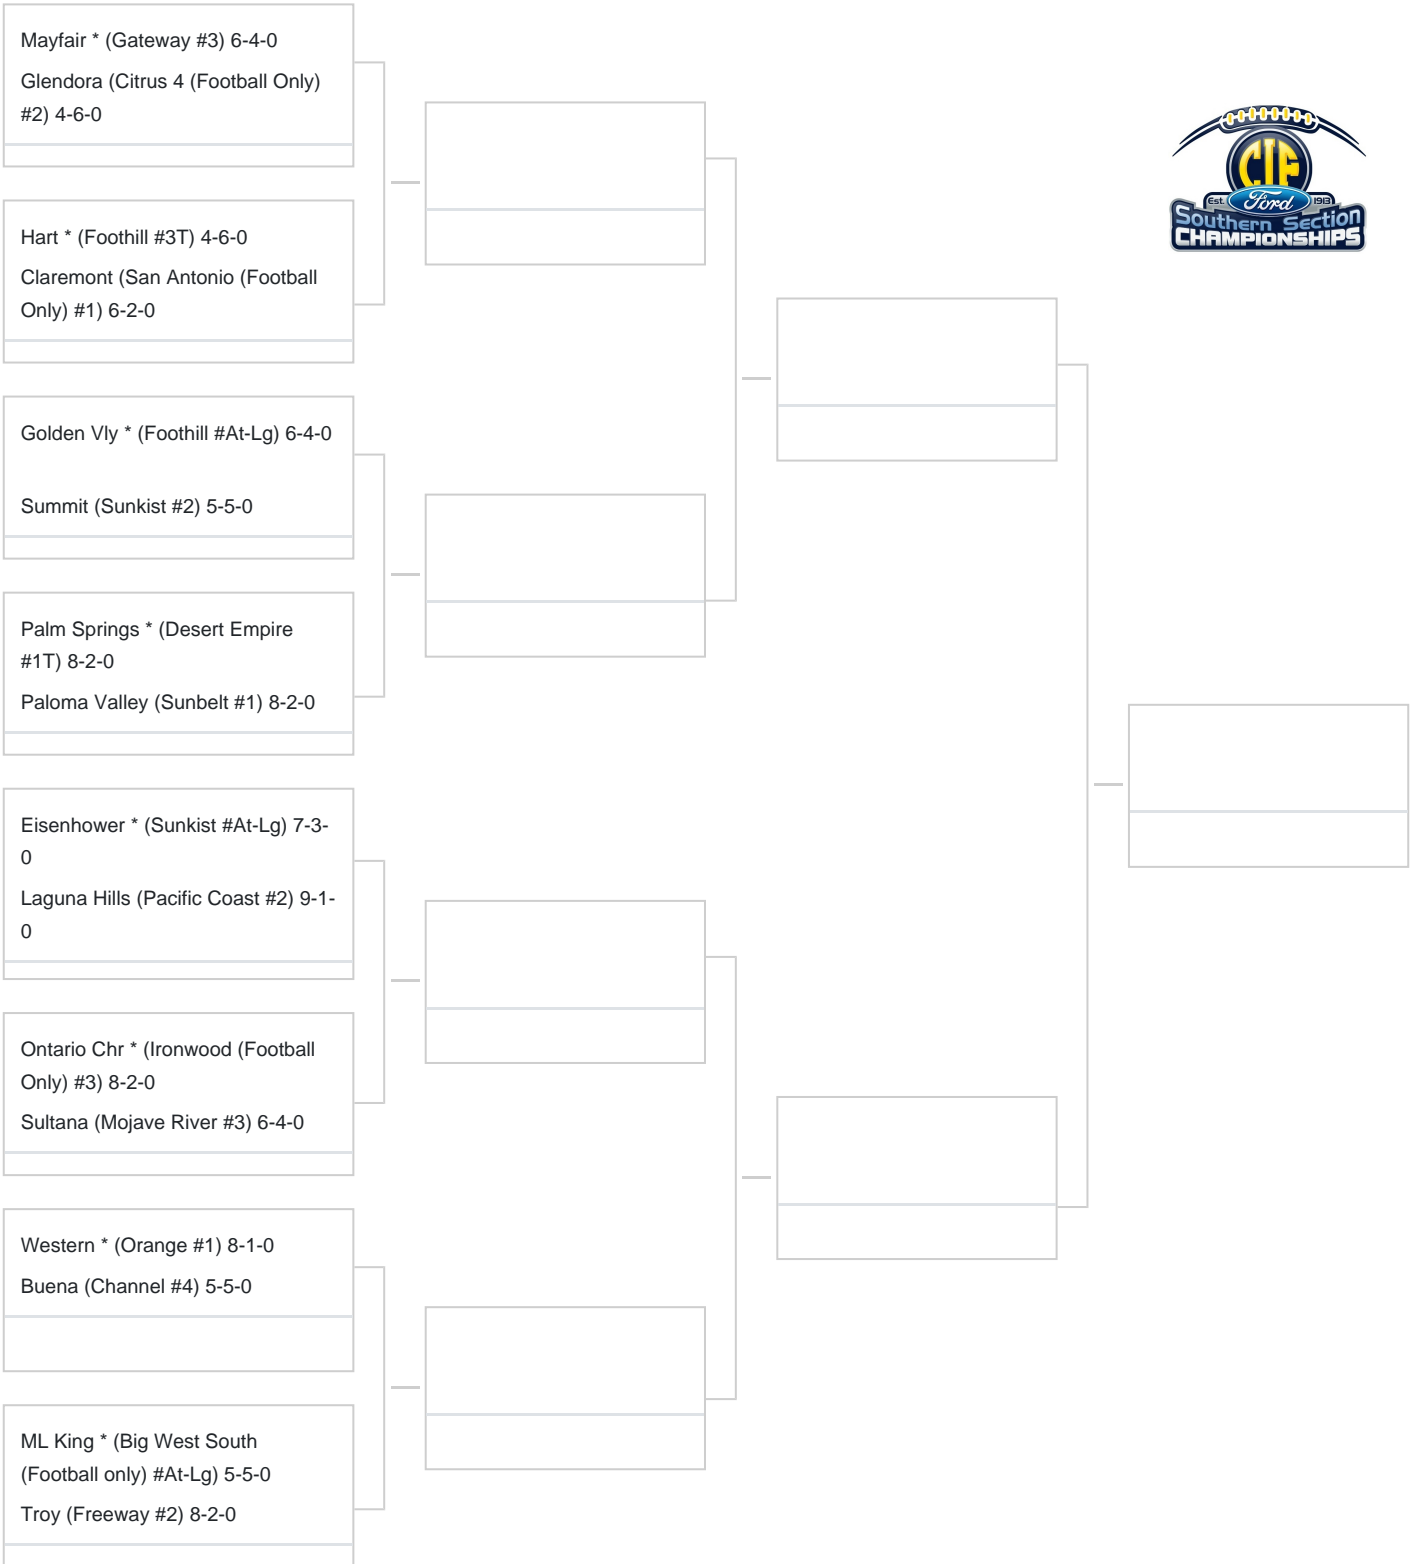 Mayfair * (Gateway #3) 6-4-0
Glendora (Citrus 4 (Football Only)
#2) 4-6-0
Hart * (Foothill #3T) 4-6-0
Claremont (San Antonio (Football
Only) #1) 6-2-0
Golden Vly * (Foothill #At-Lg) 6-4-0
Summit (Sunkist #2) 5-5-0
Palm Springs * (Desert Empire
#1T) 8-2-0
Paloma Valley (Sunbelt #1) 8-2-0
Eisenhower * (Sunkist #At-Lg) 7-3-
0
Laguna Hills (Pacific Coast #2) 9-1-
0
Ontario Chr * (Ironwood (Football
Only) #3) 8-2-0
Sultana (Mojave River #3) 6-4-0
Western * (Orange #1) 8-1-0
Buena (Channel #4) 5-5-0
ML King * (Big West South
(Football only) #At-Lg) 5-5-0
Troy (Freeway #2) 8-2-0
CIF
Est. Ford 1913
Southern Section
CHAMPIONSHIPS